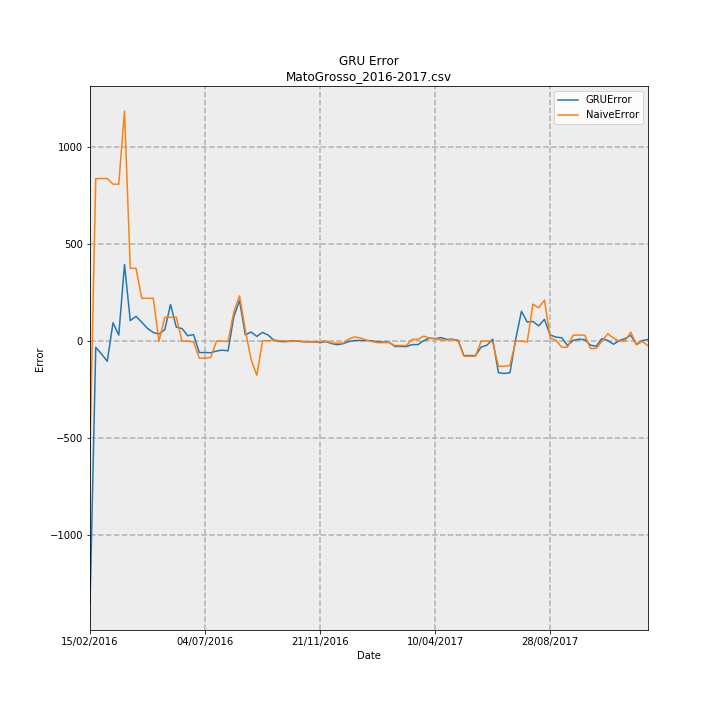 GRU Error
MatoGrosso_2016-2017.csv
GRUError
NaiveError
1000
500
0
−500
−1000
Error
15/02/2016
04/07/2016
21/11/2016
10/04/2017
28/08/2017
Date